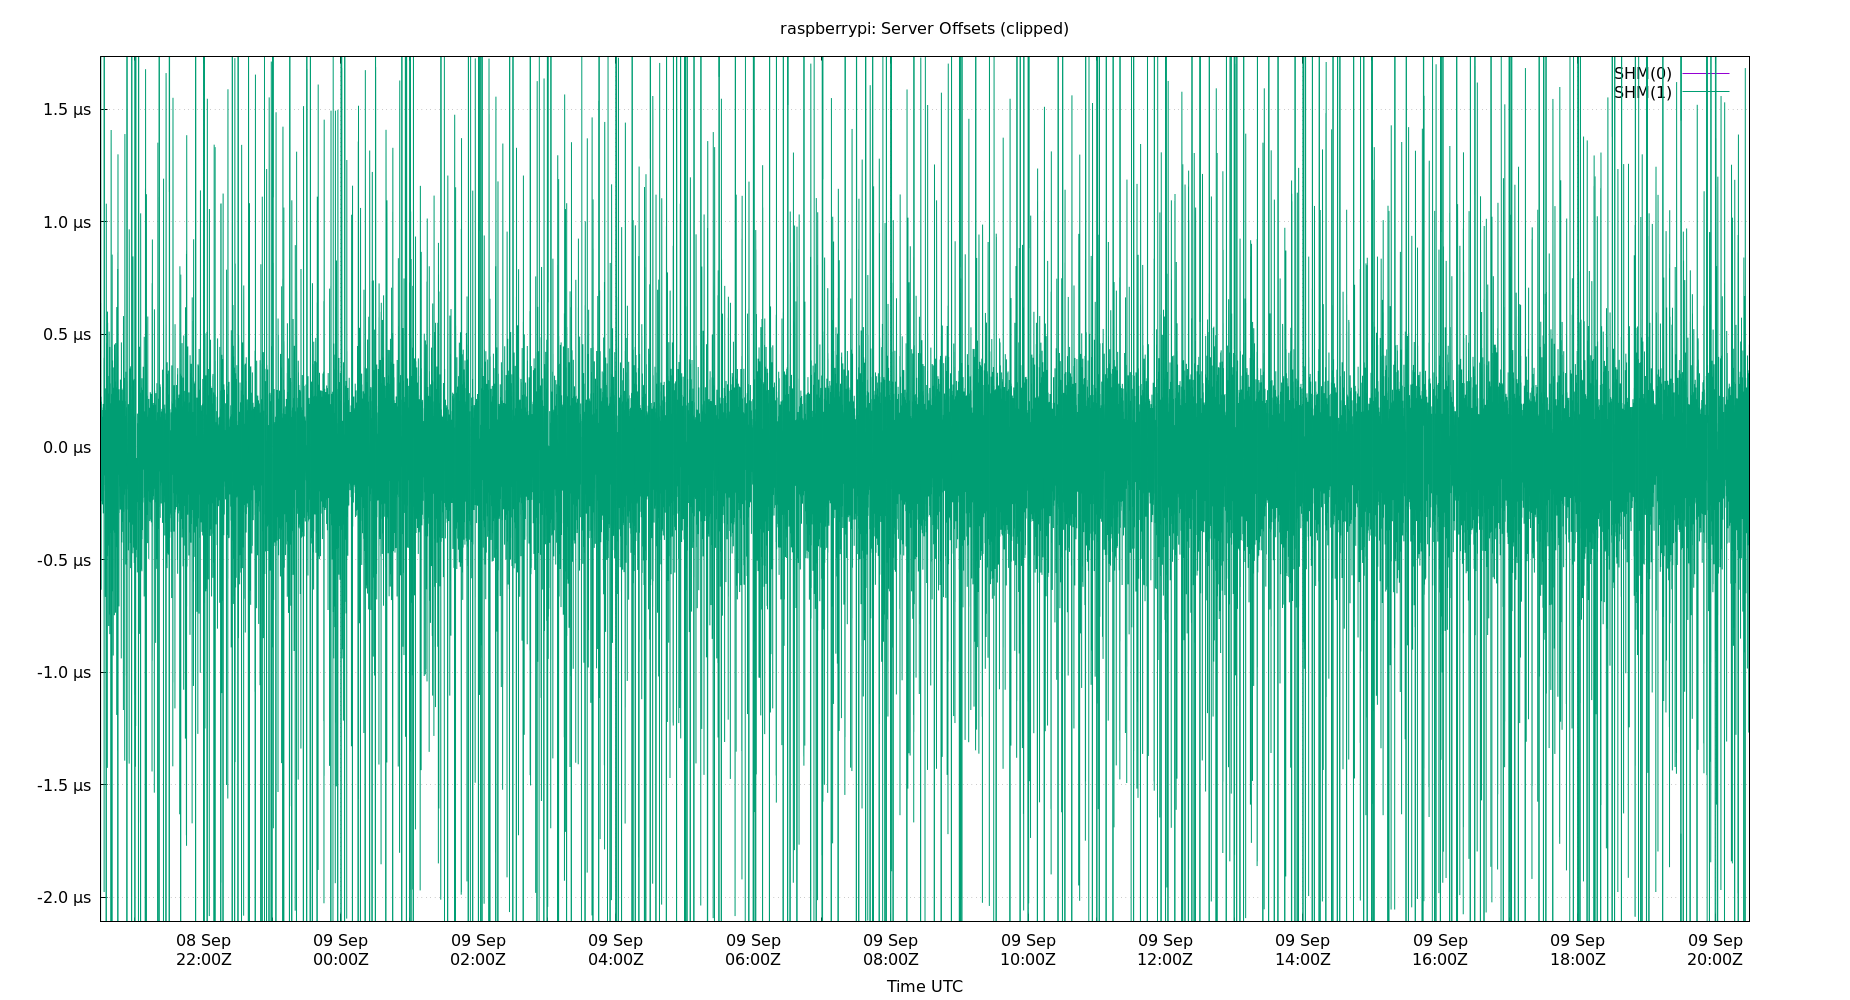 raspberrypi: Server Offsets (clipped)
SHM(0)
SHM(1)
1.5 µs
1.0 µs
0.5 µs
0.0 µs
-0.5 µs
-1.0 µs
-1.5 µs
-2.0 µs
08 Sep 09 Sep 09 Sep 09 Sep 09 Sep 09 Sep 09 Sep 09 Sep 09 Sep 09 Sep 09 Sep 09 Sep
22:00Z 00:00Z 02:00Z 04:00Z 06:00Z 08:00Z 10:00Z 12:00Z 14:00Z 16:00Z 18:00Z 20:00Z
Time UTC